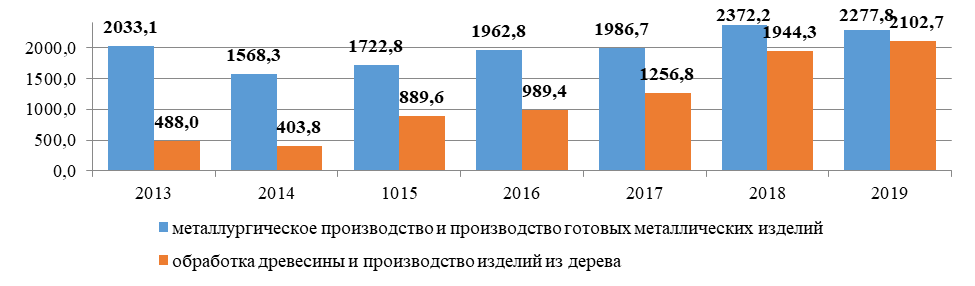 2033,1 1568,3 1722,8 1962,8 1986,7 2372,2 2277,8 2102,7
488,0 403,8 889,6 989,4 1256,8 1944,3
2000,0
1500,0
1000,0
500,0
0,0
2013 2014 1015 2016 2017 2018 2019
металлургическое производство и производство готовых металлических изделий
обработка древесины и производство изделий из дерева